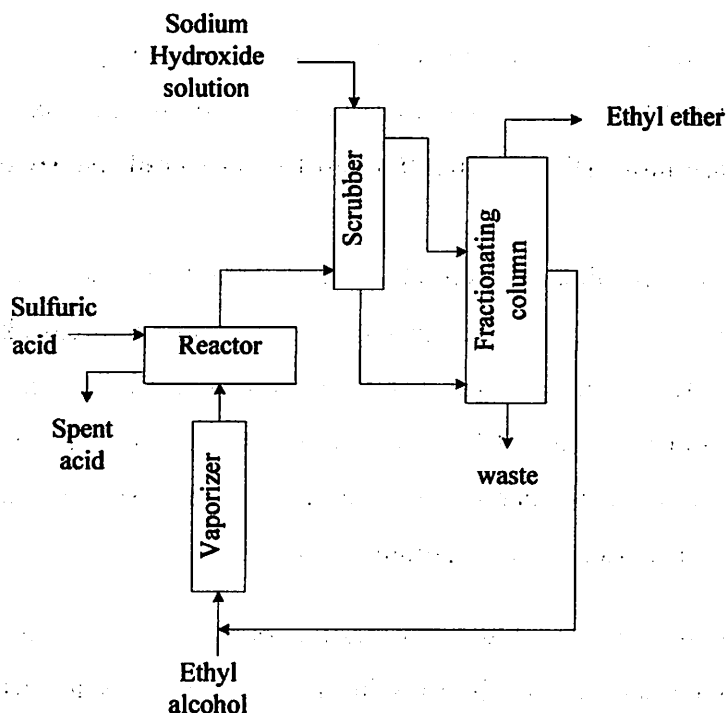 Sodium
Hydroxide
solution
Ethyl ether
Scrubber
Fractionating
column
Sulfuric
acid
Reactor
Spent
acid
Vaporizer
waste
Ethyl
alcohol